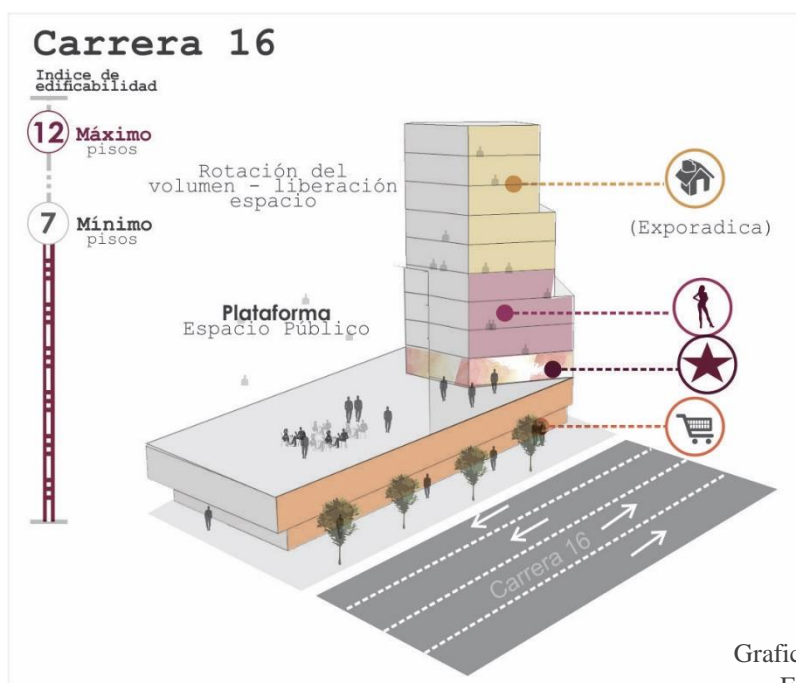 Carrera 16
Indice de
edificabilidad
12 Máximo
pisos
7 Mínimo
pisos
Rotación del
volumen - liberación
espacio
Plataforma
Espacio Público
(Exporadica)
Carrera 16
Grafic